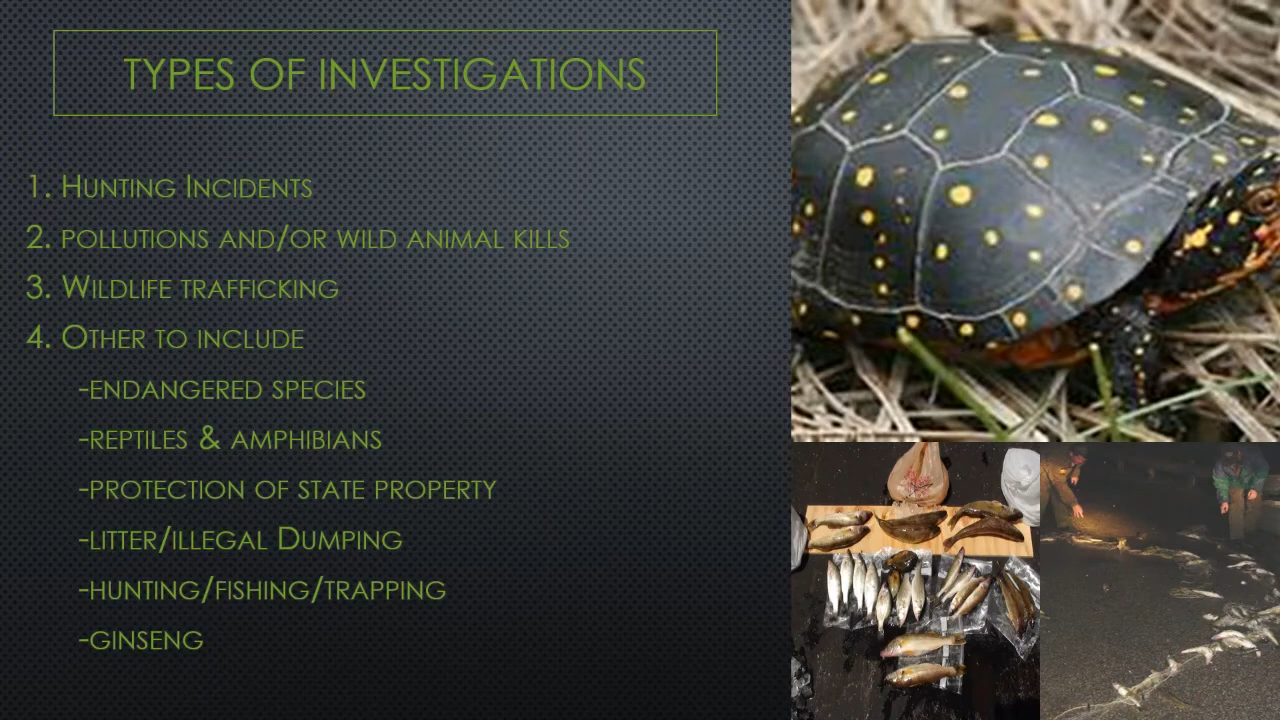 TYPES OF INVESTIGATIONS
1. Hunting Incidents
2. pollutions and/or wild animal kills
3. Wildlife trafficking
4. Other to include
-endangered species
-reptiles & amphibians
-protection of state property
-litter/illegal Dumping
-hunting/fishing/trapping
-ginseng